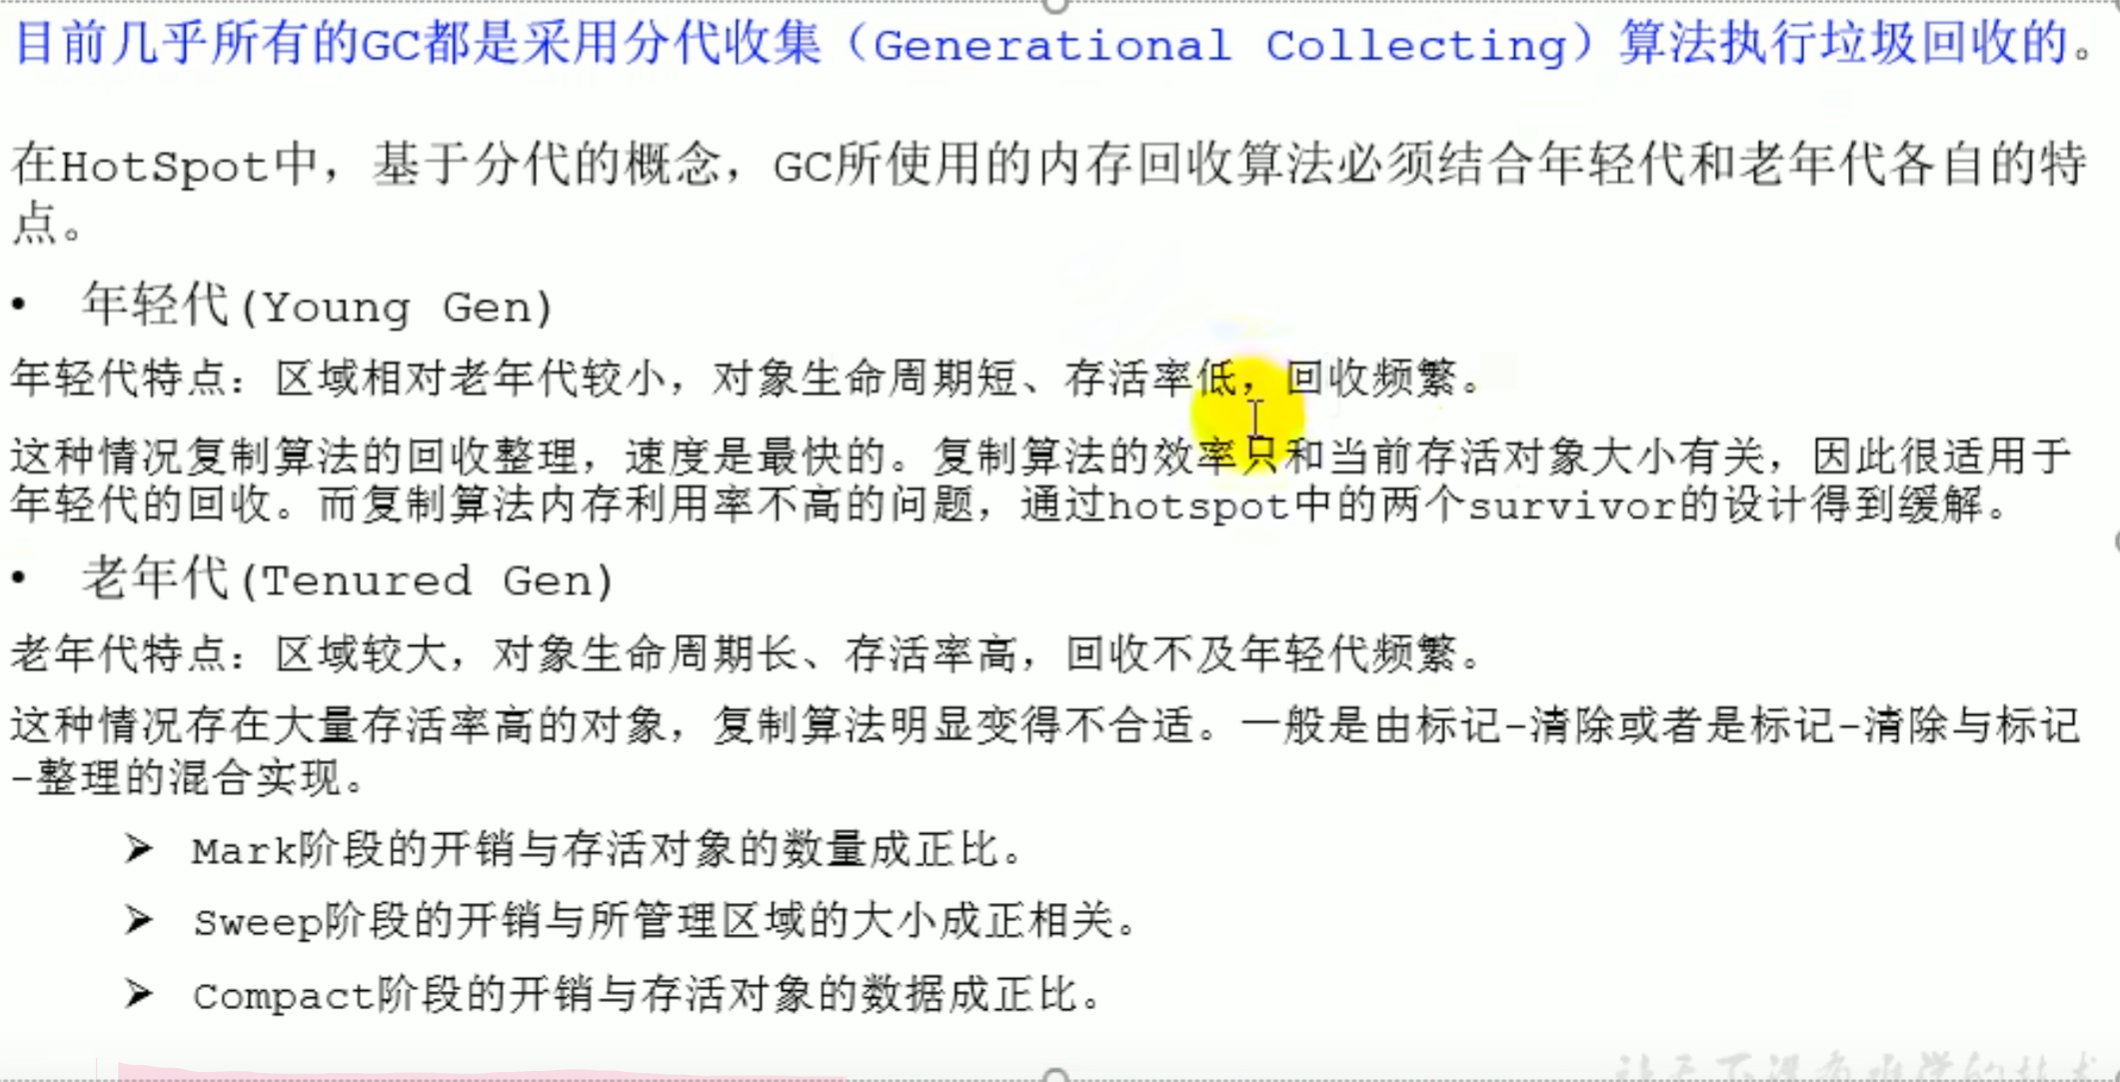 目前几乎所有的GC都是采用分代收集（Generational Collecting）算法执行垃圾回收的。
在HotSpot中，基于分代的概念，GC所使用的内存回收算法必须结合年轻代和老年代各自的特
点。
• 年轻代(Young Gen)
年轻代特点：区域相对老年代较小，对象生命周期短、存活率低，回收频繁。
这种情况复制算法的回收整理，速度是最快的。复制算法的效率只和当前存活对象大小有关，因此很适用于
年轻代的回收。而复制算法内存利用率不高的问题，通过hotspot中的两个survivor的设计得到缓解。
• 老年代(Tenured Gen)
老年代特点：区域较大，对象生命周期长、存活率高，回收不及年轻代频繁。
这种情况存在大量存活率高的对象，复制算法明显变得不合适。一般是由标记-清除或者是标记-清除与标记
-整理的混合实现。
➢ Mark阶段的开销与存活对象的数量成正比。
➢ Sweep阶段的开销与所管理区域的大小成正相关。
➢ Compact阶段的开销与存活对象的数据成正比。
让天下没有难学的技术